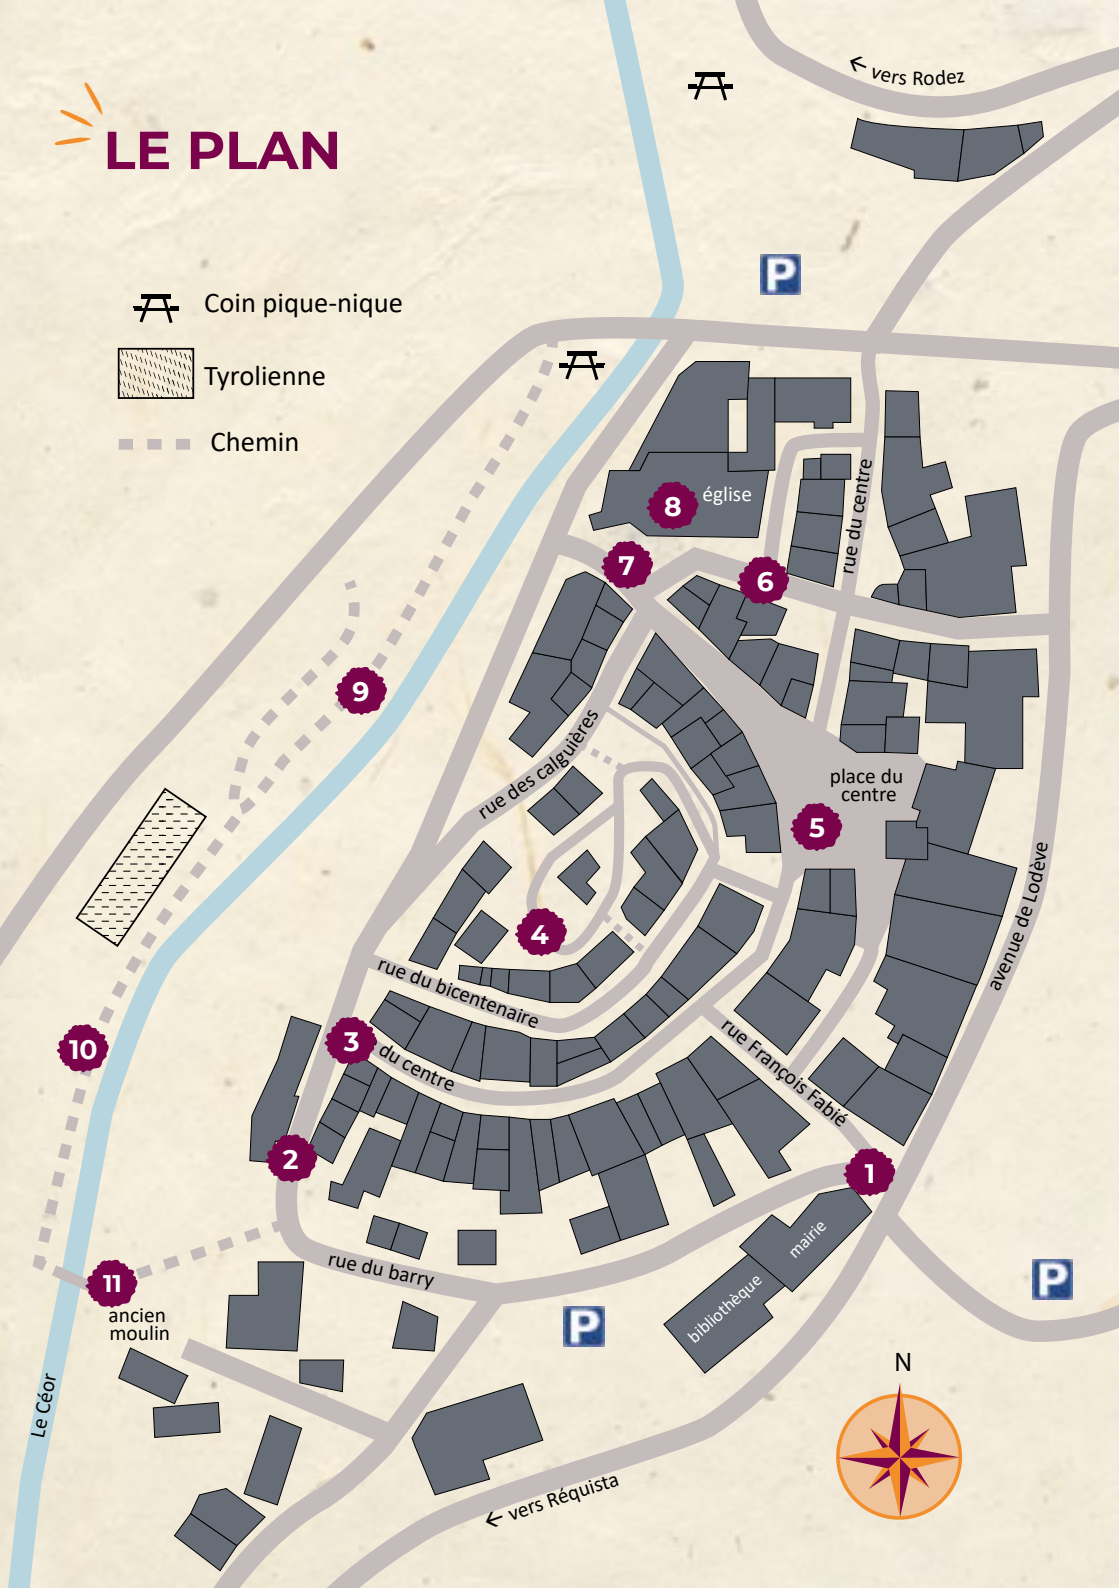 vers Rodez
LE PLAN
P
Coin pique-nique
Tyrolienne
Chemin
rue du centre
8
église
7
6
9
rue des calguières
place du
centre
5
avenue de Lodève
4
rue du bicentenaire
3
du centre
rue François Fabié
10
2
1
rue du barry
mairie
bibliothèque
11
ancien
moulin
P
P
N
Le Céor
vers Réquista